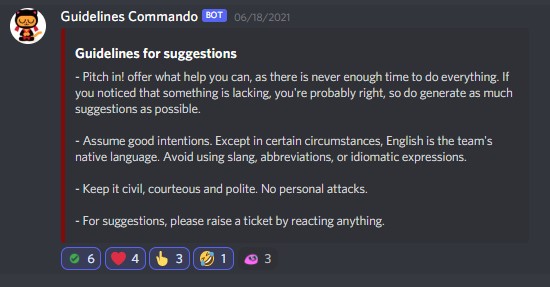 Guidelines Commando BOT 06/18/2021
Guidelines for suggestions
- Pitch in! offer what help you can, as there is never enough time to do everything. If
you noticed that something is lacking, you're probably right, so do generate as much
suggestions as possible.
- Assume good intentions. Except in certain circumstances, English is the team's
native language. Avoid using slang, abbreviations, or idiomatic expressions.
- Keep it civil, courteous and polite. No personal attacks.
- For suggestions, please raise a ticket by reacting anything.
6 4 3 1 3